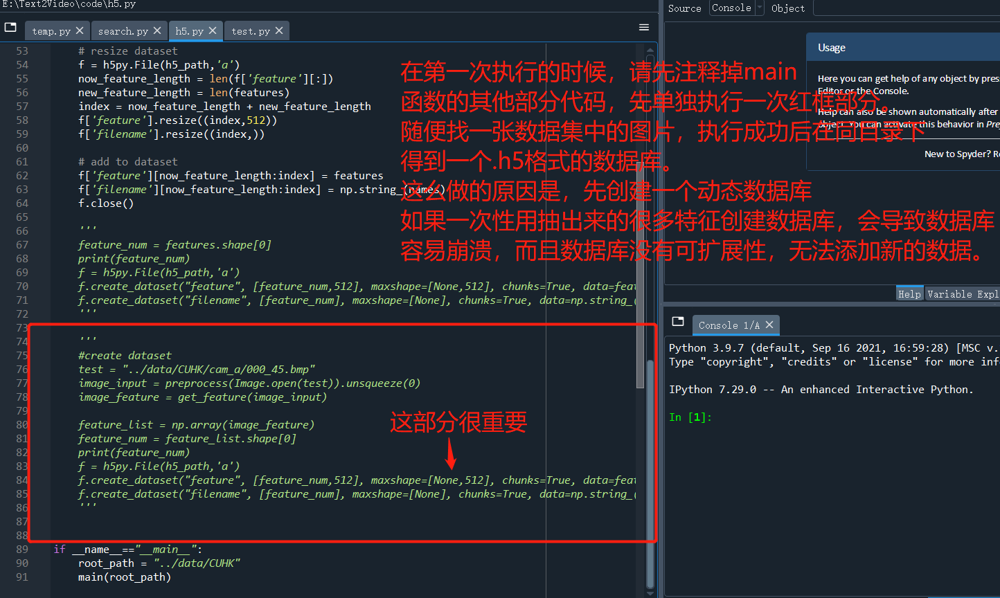 E:\Text2Video\code\h5.py
temp.py
search.py
h5.py
test.py
53 # resize dataset
54 f = h5py.File(h5_path,'a')
55 now_feature_length = len(f['feature'][:])
56 new_feature_length = len(features)
57 index = now_feature_length + new_feature_length
58 f['feature'].resize((index,512))
59 f['filename'].resize((index,))
60
61 # add to dataset
62 f['feature'][now_feature_length:index] = features
63 f['filename'][now_feature_length:index] = np.string_(names)
64 f.close()
65
66 '''
67 feature_num = features.shape[0]
68 print(feature_num)
69 f = h5py.File(h5_path,'a')
70 f.create_dataset("feature", [feature_num,512], maxshape=[None,512], chunks=True, data=feat
71 f.create_dataset("filename", [feature_num], maxshape=[None], chunks=True, data=np.string_(
72 '''
73
74 '''
75 #create dataset
76 test = "../data/CUHK/cam_a/000_45.bmp"
77 image_input = preprocess(Image.open(test)).unsqueeze(0)
78 image_feature = get_feature(image_input)
79
80 feature_list = np.array(image_feature)
81 feature_num = feature_list.shape[0]
82 print(feature_num)
83 f = h5py.File(h5_path,'a')
84 f.create_dataset("feature", [feature_num,512], maxshape=[None,512], chunks=True, data=feat
85 f.create_dataset("filename", [feature_num], maxshape=[None], chunks=True, data=np.string_(
86 '''
87
88
89 if __name__=="__main__":
90 root_path = "../data/CUHK"
91 main(root_path)
在第一次执行的时候，请先注释掉main
函数的其他部分代码，先单独执行一次红框部分。
随便找一张数据集中的图片，执行成功后在同目录下
得到一个.h5格式的数据库。
这么做的原因是，先创建一个动态数据库
如果一次性用抽出来的很多特征创建数据库，会导致数据库
容易崩溃，而且数据库没有可扩展性，无法添加新的数据。
这部分很重要
Source Console Object
Usage
Here you can get help of any object by press
Editor or the Console.
Help can also be shown automatically after
object. You can activate this behavior in Pre
New to Spyder? Re
Help Variable Expl
Console 1/A
Python 3.9.7 (default, Sep 16 2021, 16:59:28) [MSC v.
Type "copyright", "credits" or "license" for more inf
IPython 7.29.0 -- An enhanced Interactive Python.
In [1]: